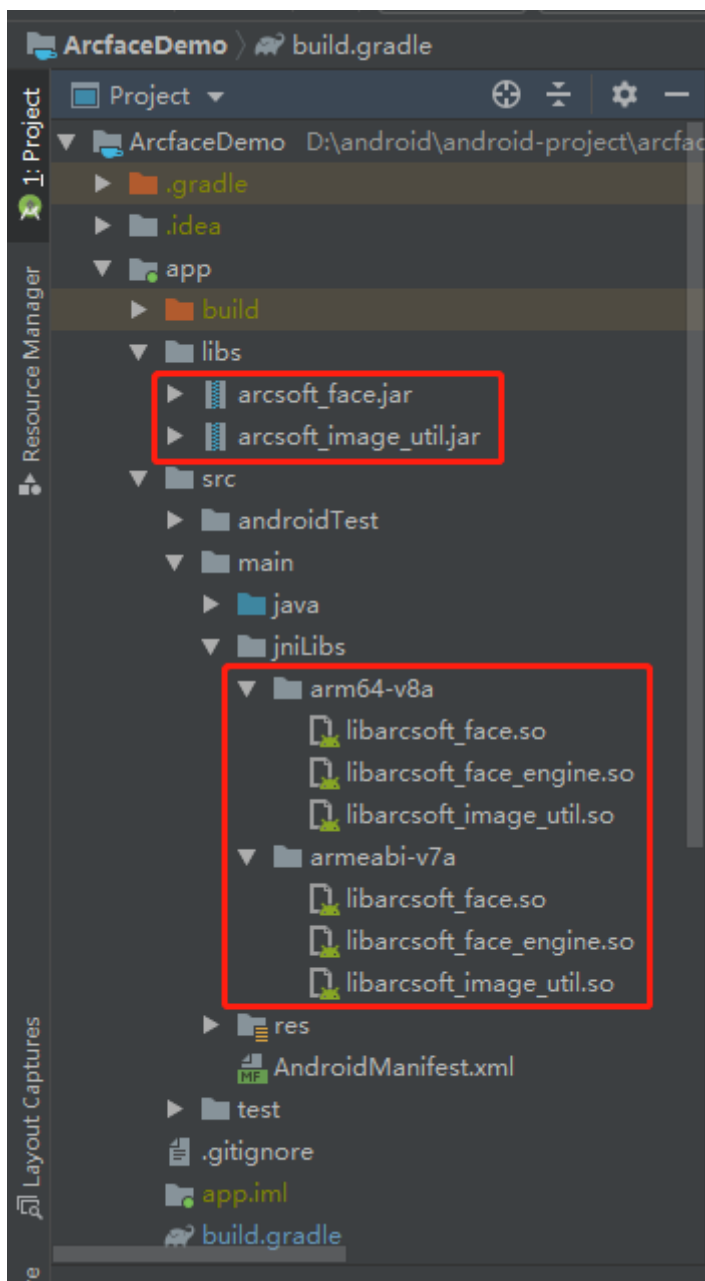 ArcfaceDemo build.gradle
Project
ArcfaceDemo D:\android\android-project\arcfac
.gradle
.idea
app
build
libs
arcsoft_face.jar
arcsoft_image_util.jar
src
androidTest
main
java
jniLibs
arm64-v8a
libarcsoft_face.so
libarcsoft_face_engine.so
libarcsoft_image_util.so
armeabi-v7a
libarcsoft_face.so
libarcsoft_face_engine.so
libarcsoft_image_util.so
res
MF AndroidManifest.xml
test
.gitignore
app.iml
build.gradle
1: Project
Resource Manager
Layout Captures